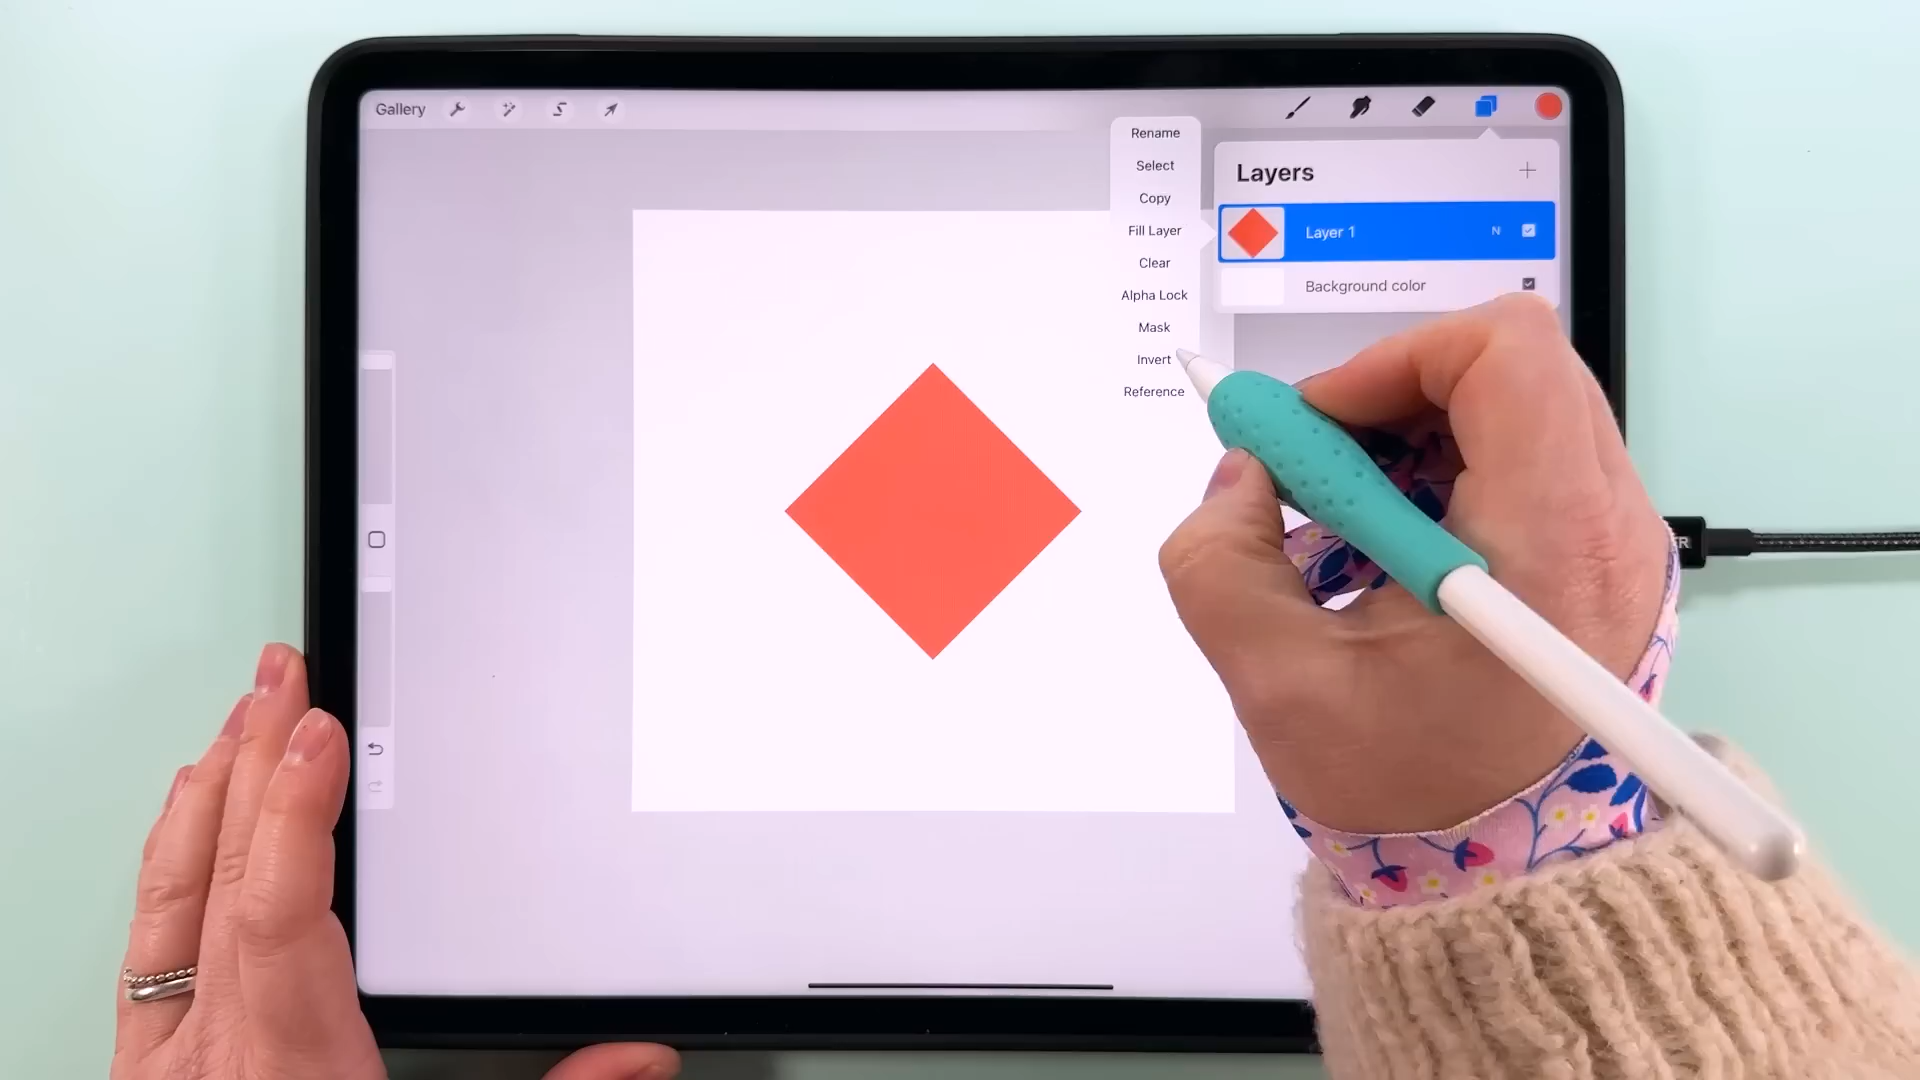 Gallery
Rename
Select
Copy
Fill Layer
Clear
Alpha Lock
Mask
Invert
Reference
Layers
Layer 1
N
Background color